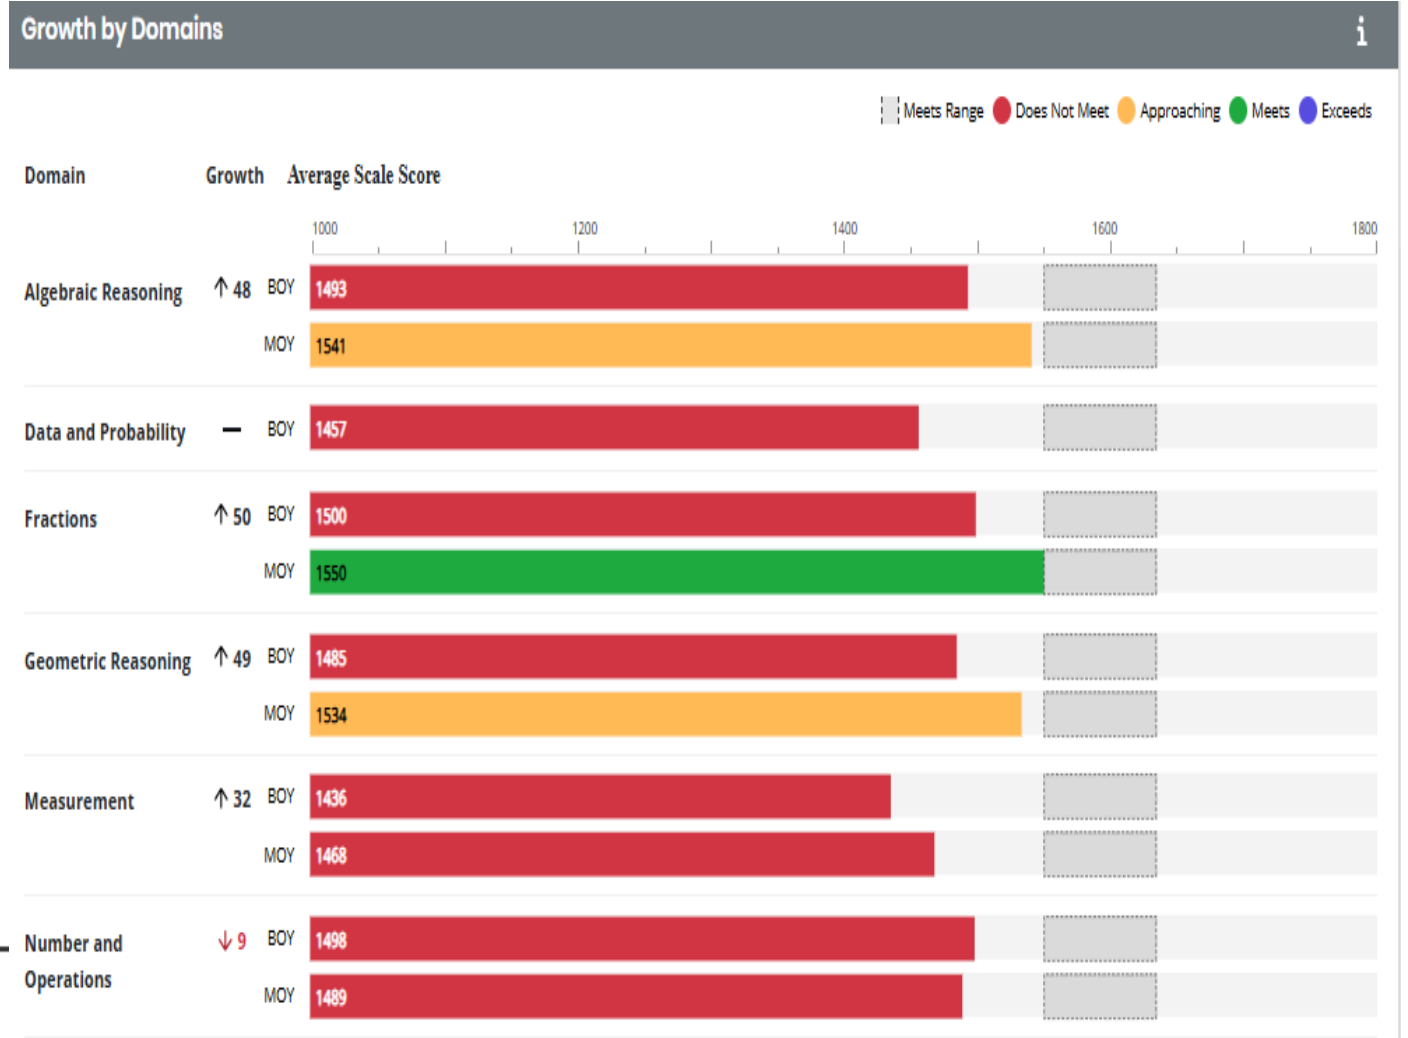 Growth by Domains i
Meets Range Does Not Meet Approaching Meets Exceeds
Domain Growth Average Scale Score
1000 1200 1400 1600 1800
Algebraic Reasoning ↑ 48 BOY 1493
MOY 1541
Data and Probability — BOY 1457
Fractions ↑ 50 BOY 1500
MOY 1550
Geometric Reasoning ↑ 49 BOY 1485
MOY 1534
Measurement ↑ 32 BOY 1436
MOY 1468
Number and Operations ↓ 9 BOY 1498
MOY 1489